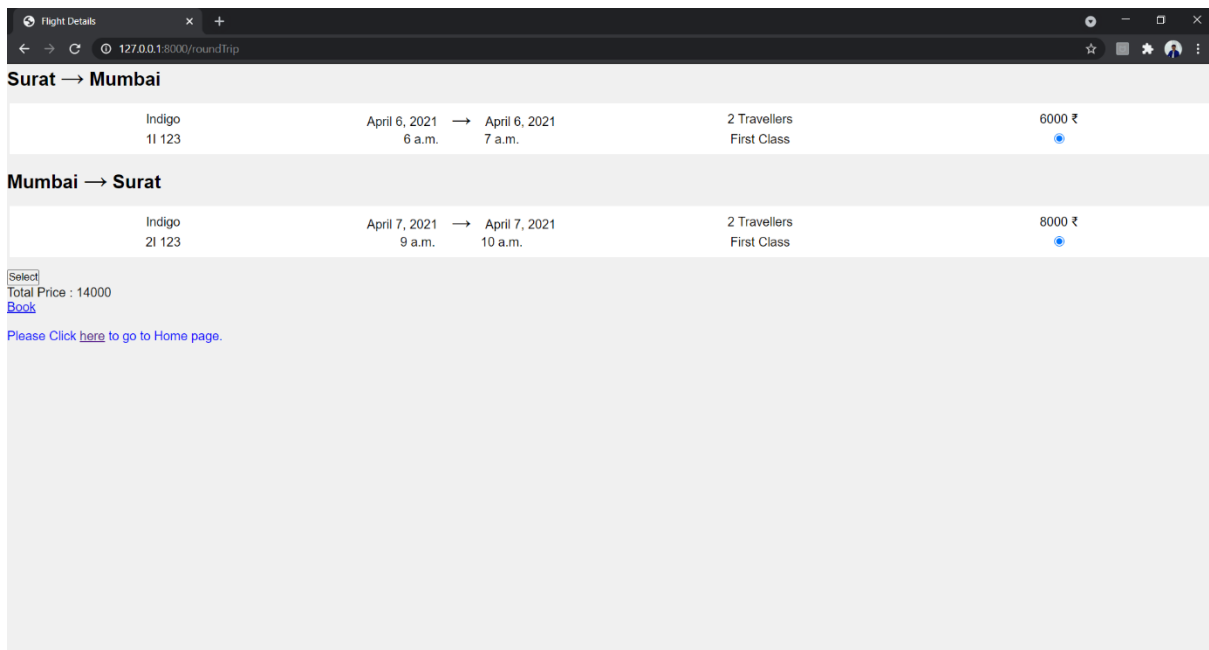 Flight Details
127.0.0.1:8000/roundTrip
Surat → Mumbai
Indigo April 6, 2021 → April 6, 2021 2 Travellers 6000 ₹
1I 123 6 a.m. 7 a.m. First Class
Mumbai → Surat
Indigo April 7, 2021 → April 7, 2021 2 Travellers 8000 ₹
2I 123 9 a.m. 10 a.m. First Class
Select
Total Price : 14000
Book
Please Click here to go to Home page.